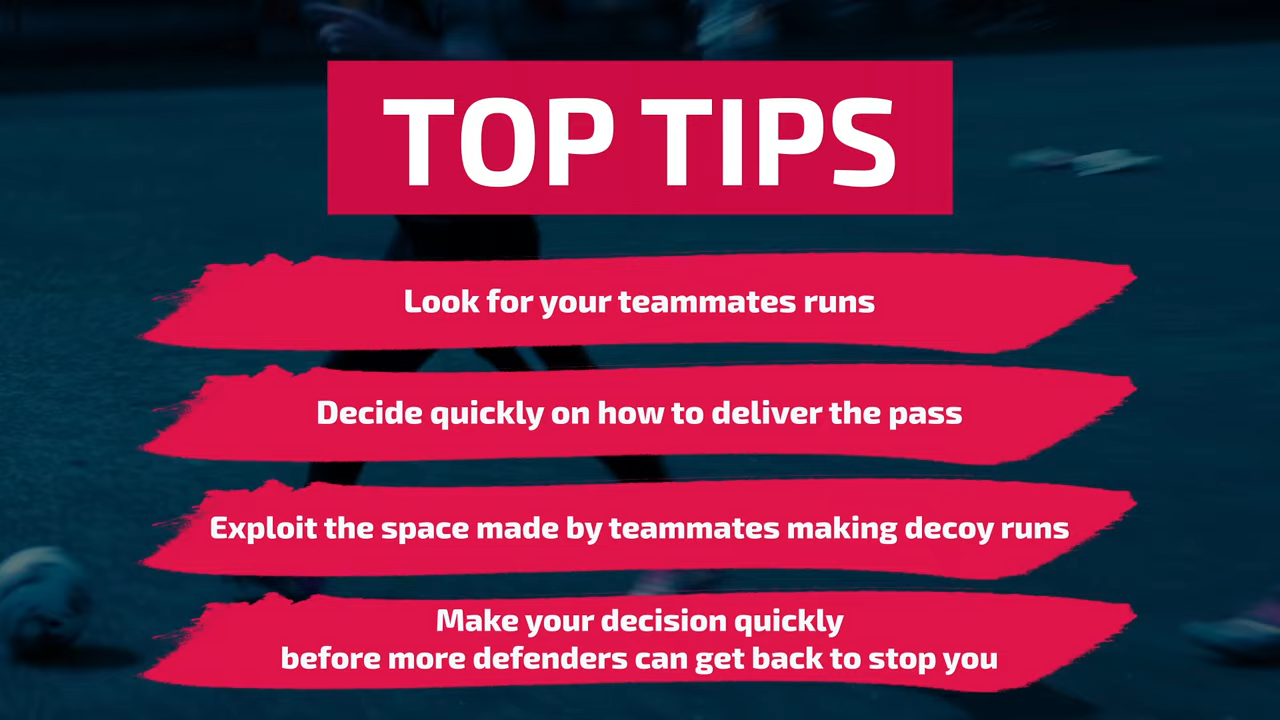 TOP TIPS
Look for your teammates runs
Decide quickly on how to deliver the pass
Exploit the space made by teammates making decoy runs
Make your decision quickly
before more defenders can get back to stop you